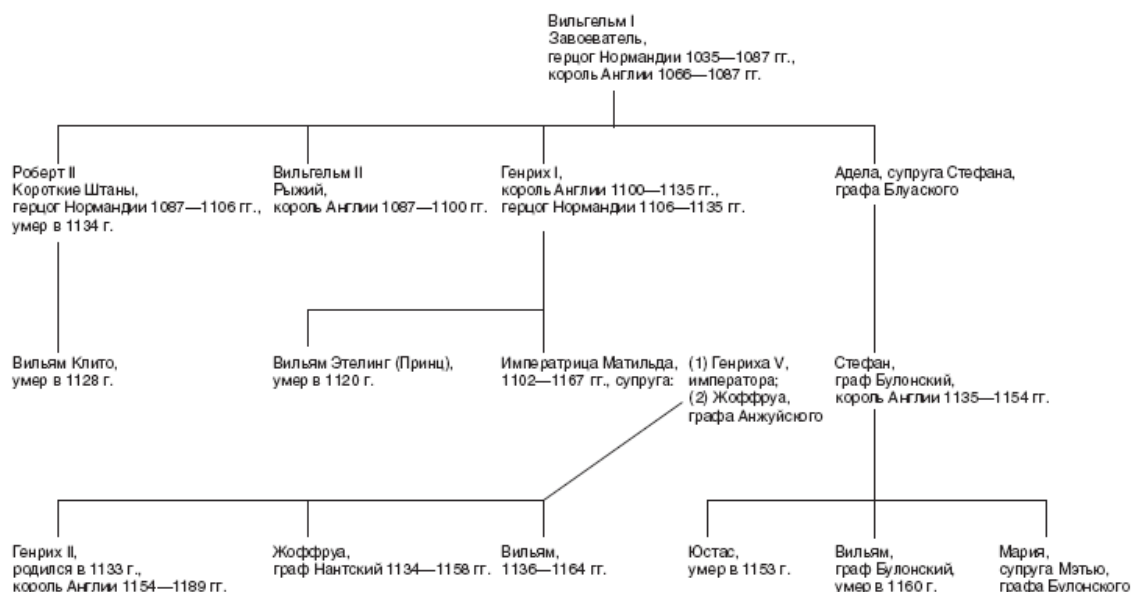 Вильгельм I
Завоеватель,
герцог Нормандии 1035—1087 гг.,
король Англии 1066—1087 гг.
Роберт II
Короткие Штаны,
герцог Нормандии 1087—1106 гг.,
умер в 1134 г.
Вильгельм II
Рыжий,
король Англии 1087—1100 гг.
Генрих I,
король Англии 1100—1135 гг.,
герцог Нормандии 1106—1135 гг.
Адела, супруга Стефана,
графа Блуаского
Вильям Клито,
умер в 1128 г.
Вильям Этелинг (Принц),
умер в 1120 г.
Императрица Матильда,
1102—1167 гг., супруга:
(1) Генриха V,
императора;
(2) Жоффруа,
графа Анжуйского
Стефан,
граф Булонский,
король Англии 1135—1154 гг.
Генрих II,
родился в 1133 г.,
король Англии 1154—1189 гг.
Жоффруа,
граф Нантский 1134—1158 гг.
Вильям,
1136—1164 гг.
Юстас,
умер в 1153 г.
Вильям,
граф Булонский,
умер в 1160 г.
Мария,
супруга Мэтью,
графа Булонского